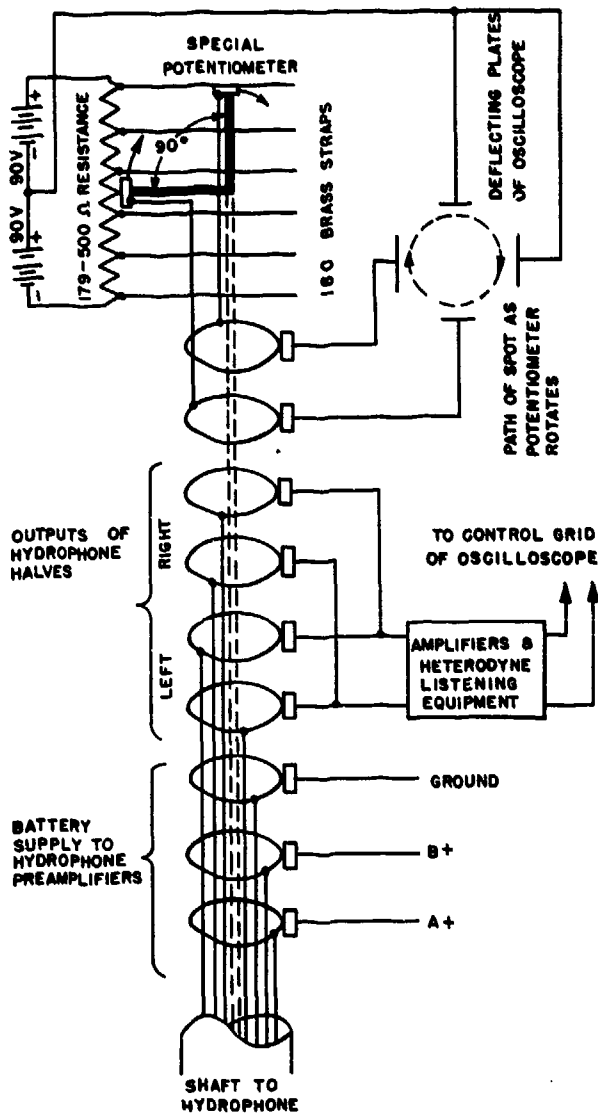 SPECIAL
POTENTIOMETER
90V
90V
+
-
+
-
179-500 Ω RESISTANCE
90°
180 BRASS STRAPS
DEFLECTING PLATES
OF OSCILLOSCOPE
PATH OF SPOT AS
POTENTIOMETER
ROTATES
OUTPUTS OF
HYDROPHONE
HALVES
RIGHT
LEFT
TO CONTROL GRID
OF OSCILLOSCOPE
AMPLIFIERS &
HETERODYNE
LISTENING
EQUIPMENT
BATTERY
SUPPLY TO
HYDROPHONE
PREAMPLIFIERS
GROUND
B+
A+
SHAFT TO
HYDROPHONE